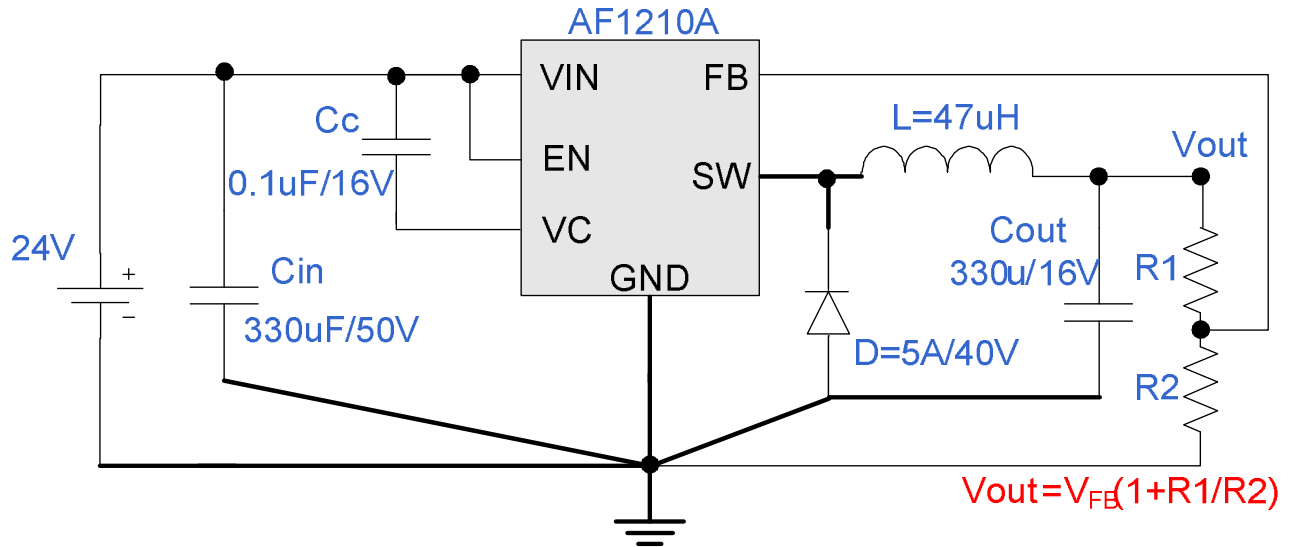 AF1210A
VIN
FB
EN
SW
VC
GND
Cc
0.1uF/16V
L=47uH
Vout
24V
+
−
Cin
330uF/50V
Cout
330u/16V
R1
D=5A/40V
R2
Vout=VFB(1+R1/R2)